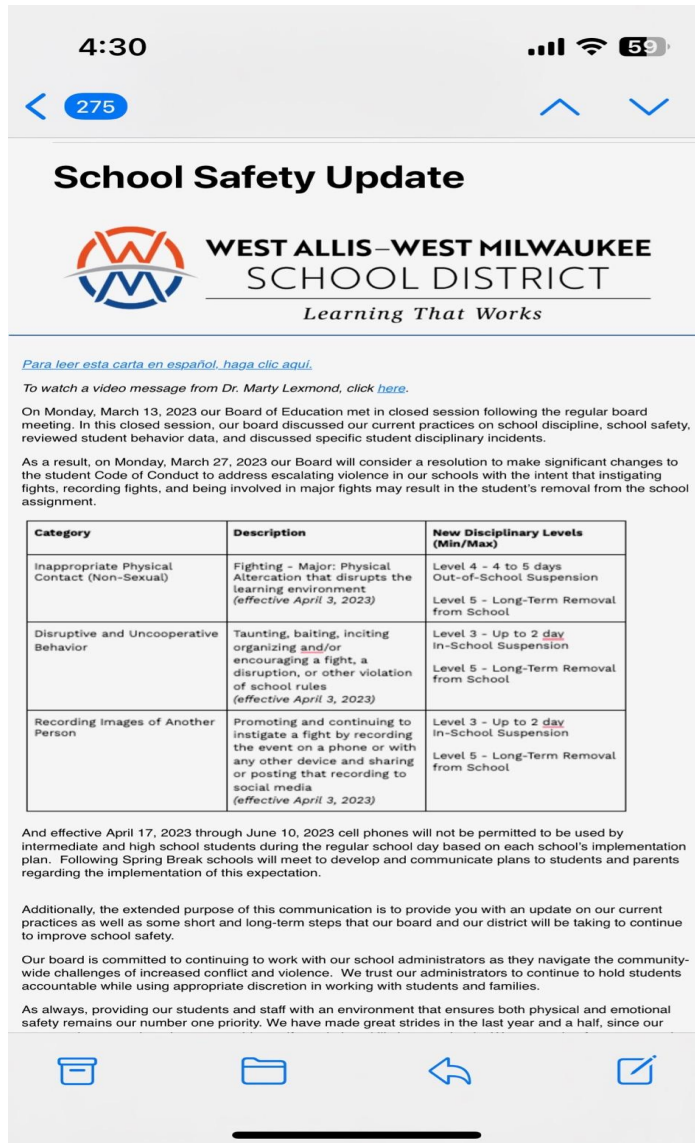 4:30
59
275
School Safety Update
WEST ALLIS–WEST MILWAUKEE
SCHOOL DISTRICT
Learning That Works
Para leer esta carta en español, haga clic aquí.
To watch a video message from Dr. Marty Lexmond, click here.
On Monday, March 13, 2023 our Board of Education met in closed session following the regular board
meeting. In this closed session, our board discussed our current practices on school discipline, school safety,
reviewed student behavior data, and discussed specific student disciplinary incidents.
As a result, on Monday, March 27, 2023 our Board will consider a resolution to make significant changes to
the student Code of Conduct to address escalating violence in our schools with the intent that instigating
fights, recording fights, and being involved in major fights may result in the student's removal from the school
assignment.
Category
Description
New Disciplinary Levels
(Min/Max)
Inappropriate Physical
Contact (Non-Sexual)
Fighting - Major: Physical
Altercation that disrupts the
learning environment
(effective April 3, 2023)
Level 4 - 4 to 5 days
Out-of-School Suspension
Level 5 - Long-Term Removal
from School
Disruptive and Uncooperative
Behavior
Taunting, baiting, inciting
organizing and/or
encouraging a fight, a
disruption, or other violation
of school rules
(effective April 3, 2023)
Level 3 - Up to 2 day
In-School Suspension
Level 5 - Long-Term Removal
from School
Recording Images of Another
Person
Promoting and continuing to
instigate a fight by recording
the event on a phone or with
any other device and sharing
or posting that recording to
social media
(effective April 3, 2023)
Level 3 - Up to 2 day
In-School Suspension
Level 5 - Long-Term Removal
from School
And effective April 17, 2023 through June 10, 2023 cell phones will not be permitted to be used by
intermediate and high school students during the regular school day based on each school's implementation
plan.  Following Spring Break schools will meet to develop and communicate plans to students and parents
regarding the implementation of this expectation.
Additionally, the extended purpose of this communication is to provide you with an update on our current
practices as well as some short and long-term steps that our board and our district will be taking to continue
to improve school safety.
Our board is committed to continuing to work with our school administrators as they navigate the community-
wide challenges of increased conflict and violence.  We trust our administrators to continue to hold students
accountable while using appropriate discretion in working with students and families.
As always, providing our students and staff with an environment that ensures both physical and emotional
safety remains our number one priority. We have made great strides in the last year and a half, since our